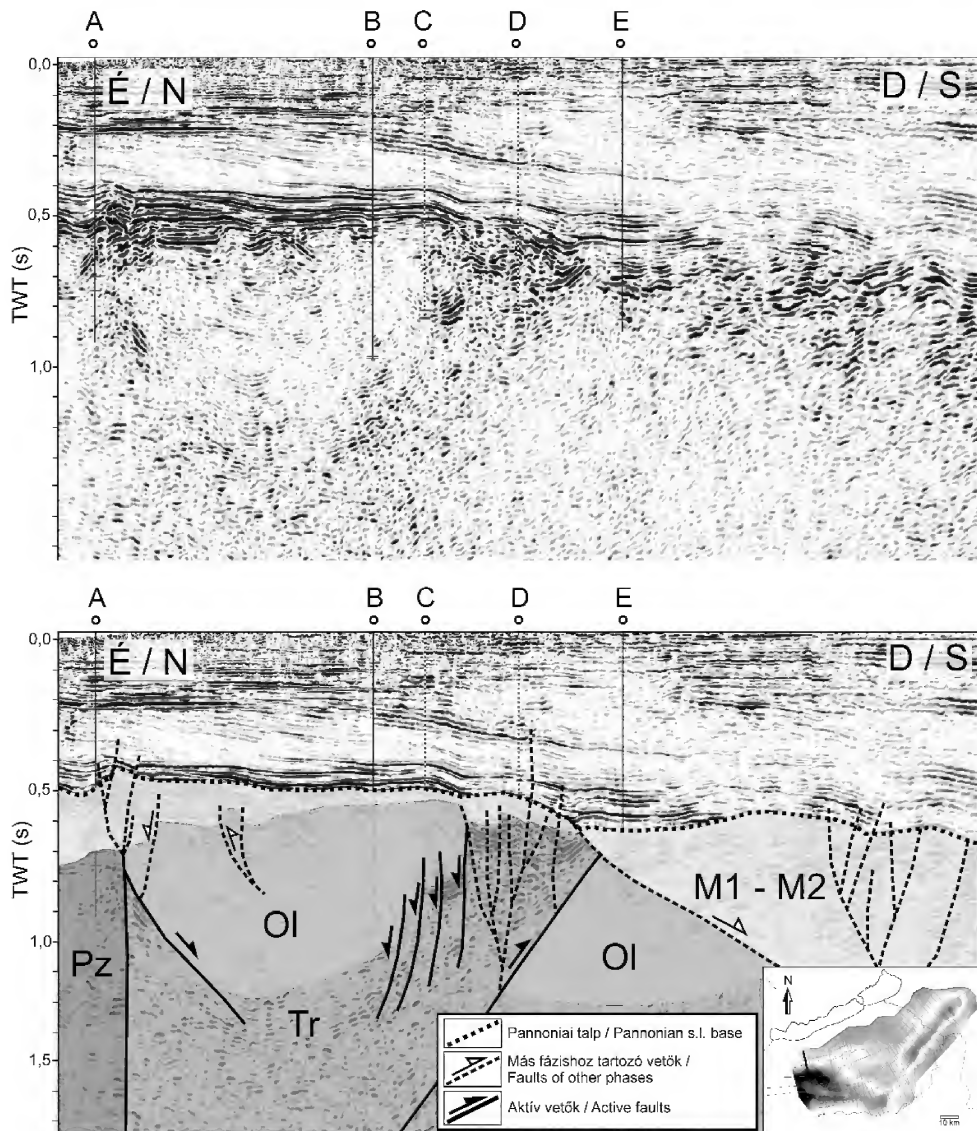 A B C D E
0,0
É / N D / S
0,5
TWT (s)
1,0
A B C D E
0,0
É / N D / S
0,5
TWT (s)
M1 - M2
Ol
1,0
Pz
Ol
Tr
N
Pannoniai talp / Pannonian s.l. base
Más fázishoz tartozó vetők /
Faults of other phases
1,5
Aktív vetők / Active faults
10 km